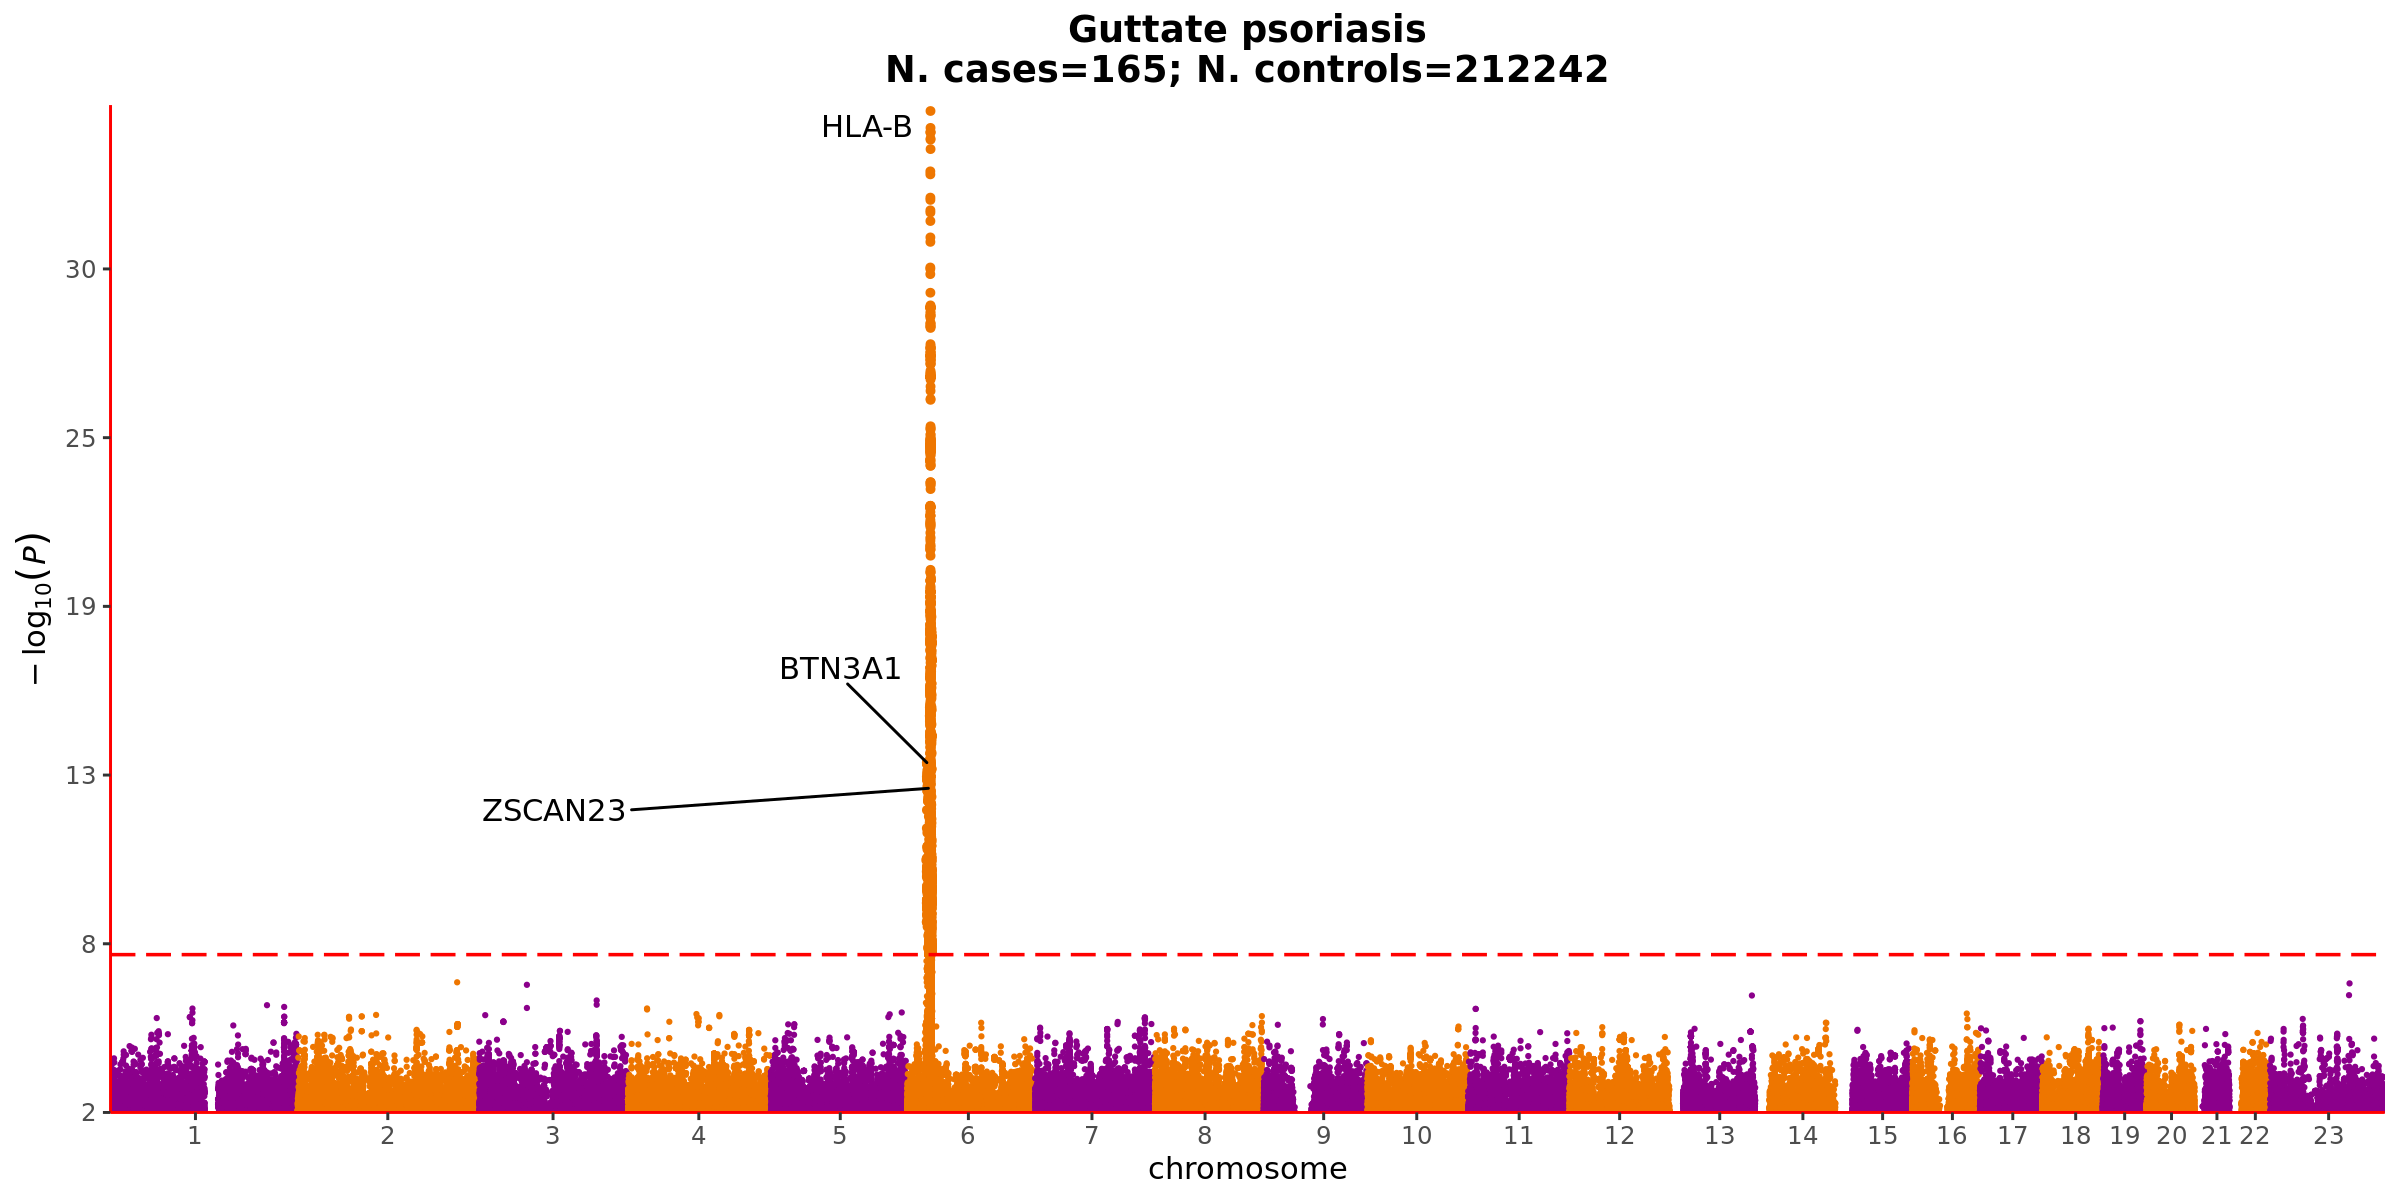 Guttate psoriasis
N. cases=165; N. controls=212242
HLA-B
30
25
19
BTN3A1
13
ZSCAN23
8
2
−log10(P)
1 2 3 4 5 6 7 8 9 10 11 12 13 14 15 16 17 18 19 20 21 22 23
chromosome